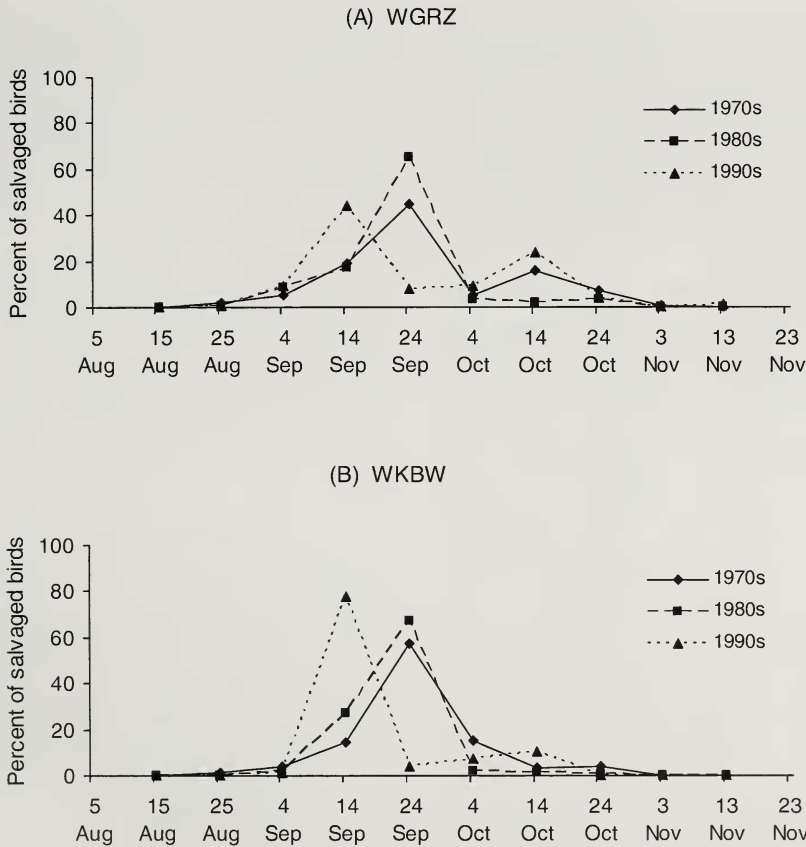 (A) WGRZ
Percent of salvaged birds
100
80
60
40
20
0
1970s
1980s
1990s
5 15 25 4 14 24 4 14 24 3 13 23
Aug Aug Aug Sep Sep Sep Oct Oct Oct Nov Nov Nov
(B) WKBW
Percent of salvaged birds
100
80
60
40
20
0
1970s
1980s
1990s
5 15 25 4 14 24 4 14 24 3 13 23
Aug Aug Aug Sep Sep Sep Oct Oct Oct Nov Nov Nov